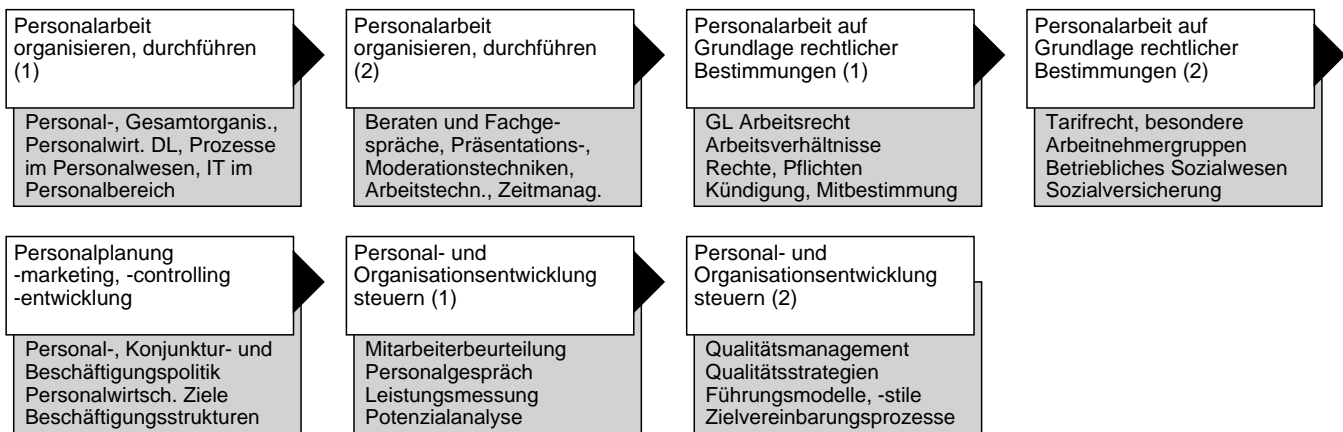 Personalarbeit
organisieren, durchführen
(1)
Personal-, Gesamtorganis.,
Personalwirt. DL, Prozesse
im Personalwesen, IT im
Personalbereich
Personalarbeit
organisieren, durchführen
(2)
Beraten und Fachge-
spräche, Präsentations-,
Moderationstechniken,
Arbeitstechn., Zeitmanag.
Personalarbeit auf
Grundlage rechtlicher
Bestimmungen (1)
GL Arbeitsrecht
Arbeitsverhältnisse
Rechte, Pflichten
Kündigung, Mitbestimmung
Personalarbeit auf
Grundlage rechtlicher
Bestimmungen (2)
Tarifrecht, besondere
Arbeitnehmergruppen
Betriebliches Sozialwesen
Sozialversicherung
Personalplanung
-marketing, -controlling
-entwicklung
Personal-, Konjunktur- und
Beschäftigungspolitik
Personalwirtsch. Ziele
Beschäftigungsstrukturen
Personal- und
Organisationsentwicklung
steuern (1)
Mitarbeiterbeurteilung
Personalgespräch
Leistungsmessung
Potenzialanalyse
Personal- und
Organisationsentwicklung
steuern (2)
Qualitätsmanagement
Qualitätsstrategien
Führungsmodelle, -stile
Zielvereinbarungsprozesse